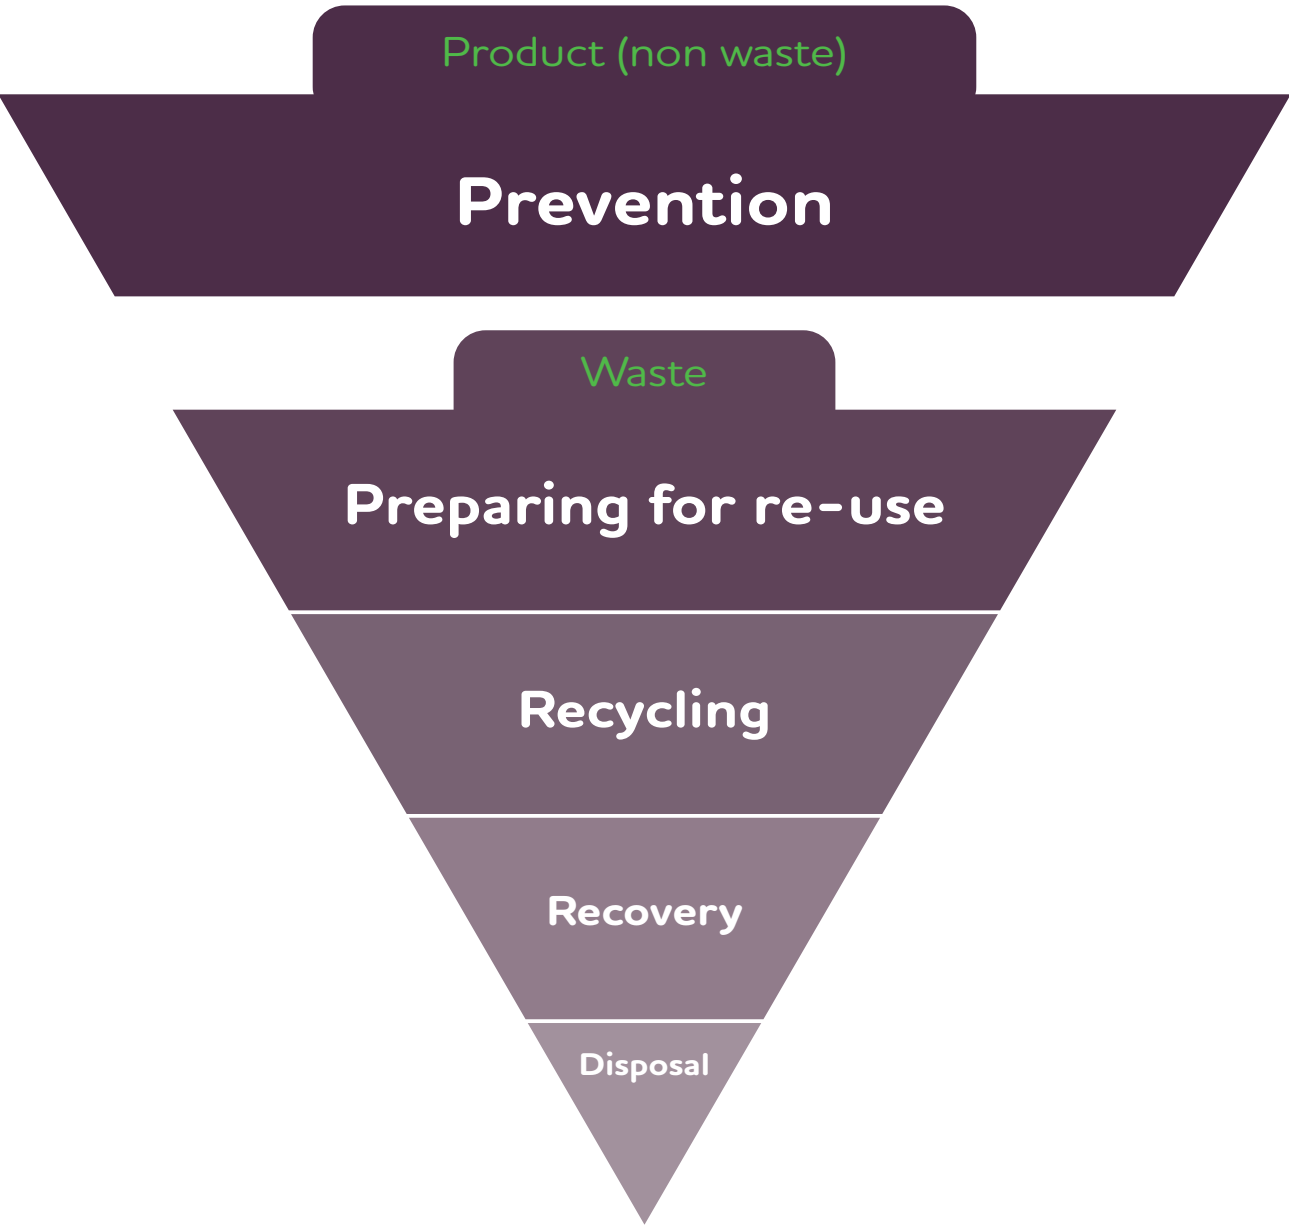 Product (non waste)
Prevention
Waste
Preparing for re-use
Recycling
Recovery
Disposal